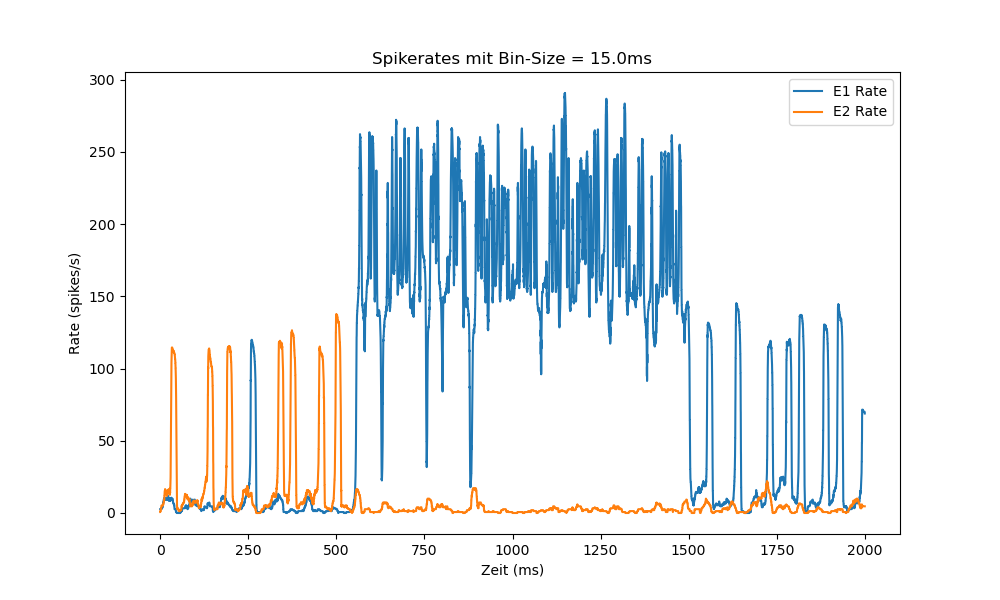 Spikerates mit Bin-Size = 15.0ms
E1 Rate
E2 Rate
Rate (spikes/s)
300
250
200
150
100
50
0
0 250 500 750 1000 1250 1500 1750 2000
Zeit (ms)